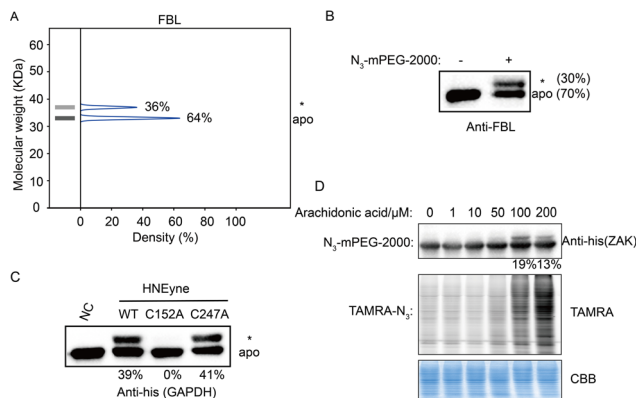 A
FBL
Molecular weight (KDa)
60
50
40
30
20
10
0
36%
64%
*
apo
0 20 40 60 80 100
Density (%)
B
N₃-mPEG-2000: - +
* (30%)
apo (70%)
Anti-FBL
C
HNEyne
NC WT C152A C247A
*
apo
39% 0% 41%
Anti-his (GAPDH)
D
Arachidonic acid/µM: 0 1 10 50 100 200
N₃-mPEG-2000: Anti-his(ZAK)
19% 13%
TAMRA-N₃: TAMRA
CBB